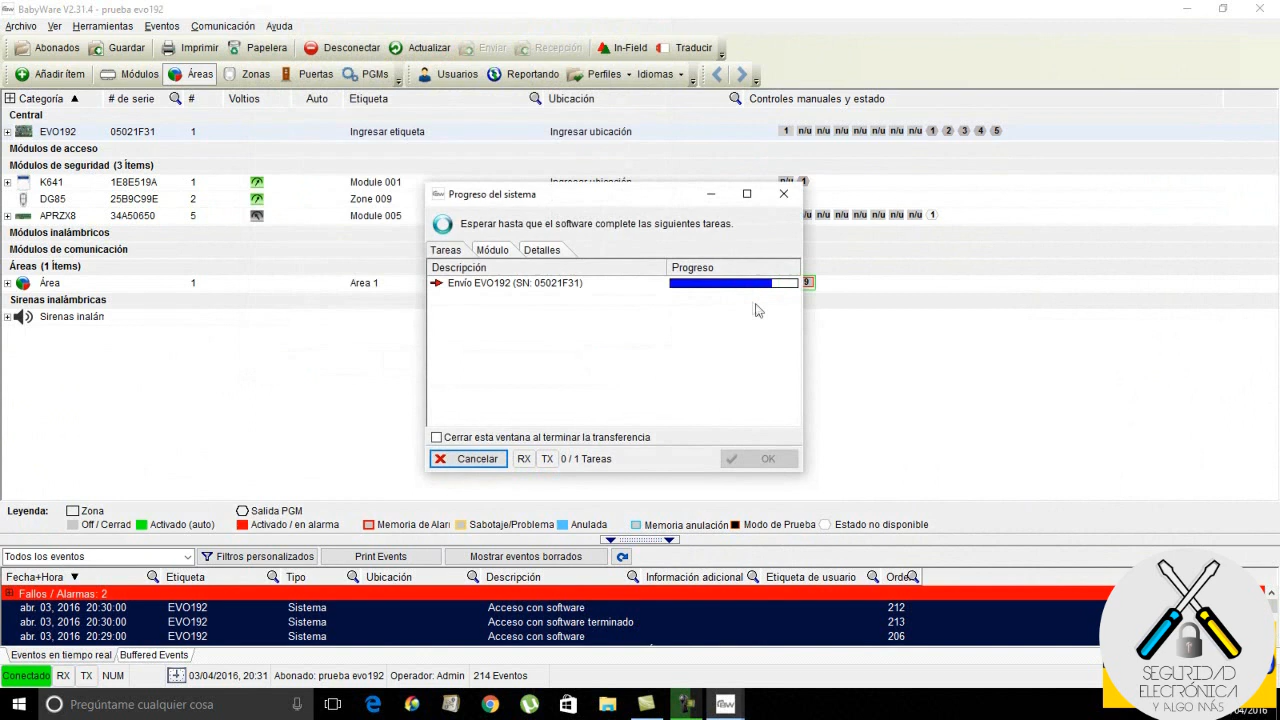 BabyWare V2.31.4 - prueba evo192
Archivo Ver Herramientas Eventos Comunicación Ayuda
Abonados Guardar Imprimir Papelera Desconectar Actualizar Enviar Recepción In-Field Traducir
Añadir ítem Módulos Áreas Zonas Puertas PGMs Usuarios Reportando Perfiles Idiomas
Categoría # de serie # Voltios Auto Etiqueta Ubicación Controles manuales y estado
Central
EVO192 05021F31 1 Ingresar etiqueta Ingresar ubicación 1 n/u n/u n/u n/u n/u n/u n/u n/u 1 2 3 4 5
Módulos de acceso
Módulos de seguridad (3 Ítems)
K641 1E8E519A 1 Module 001 Ingresar ubicación n/u 1
DG85 25B9C99E 2 Zone 009
APRZX8 34A50650 5 Module 005 n/u n/u n/u n/u n/u n/u n/u 1
Módulos inalámbricos
Módulos de comunicación
Áreas (1 Ítems)
Área 1 Area 1 9
Sirenas inalámbricas
Sirenas inalán
Progreso del sistema
Esperar hasta que el software complete las siguientes tareas.
Tareas Módulo Detalles
Descripción Progreso
Envío EVO192 (SN: 05021F31)
Cerrar esta ventana al terminar la transferencia
Cancelar RX TX 0 / 1 Tareas OK
Leyenda: Zona Salida PGM
Off / Cerrad Activado (auto) Activado / en alarma Memoria de Alar Sabotaje/Problema Anulada Memoria anulación Modo de Prueba Estado no disponible
Todos los eventos Filtros personalizados Print Events Mostrar eventos borrados
Fecha+Hora Etiqueta Tipo Ubicación Descripción Información adicional Etiqueta de usuario Orde
Fallos / Alarmas: 2
abr. 03, 2016 20:30:00 EVO192 Sistema Acceso con software 212
abr. 03, 2016 20:30:00 EVO192 Sistema Acceso con software terminado 213
abr. 03, 2016 20:29:00 EVO192 Sistema Acceso con software 206
Eventos en tiempo real Buffered Events
Conectado RX TX NUM 03/04/2016, 20:31 Abonado: prueba evo192 Operador: Admin 214 Eventos
Pregúntame cualquier cosa
SEGURIDAD
ELECTRÓNICA
Y ALGO MÁS